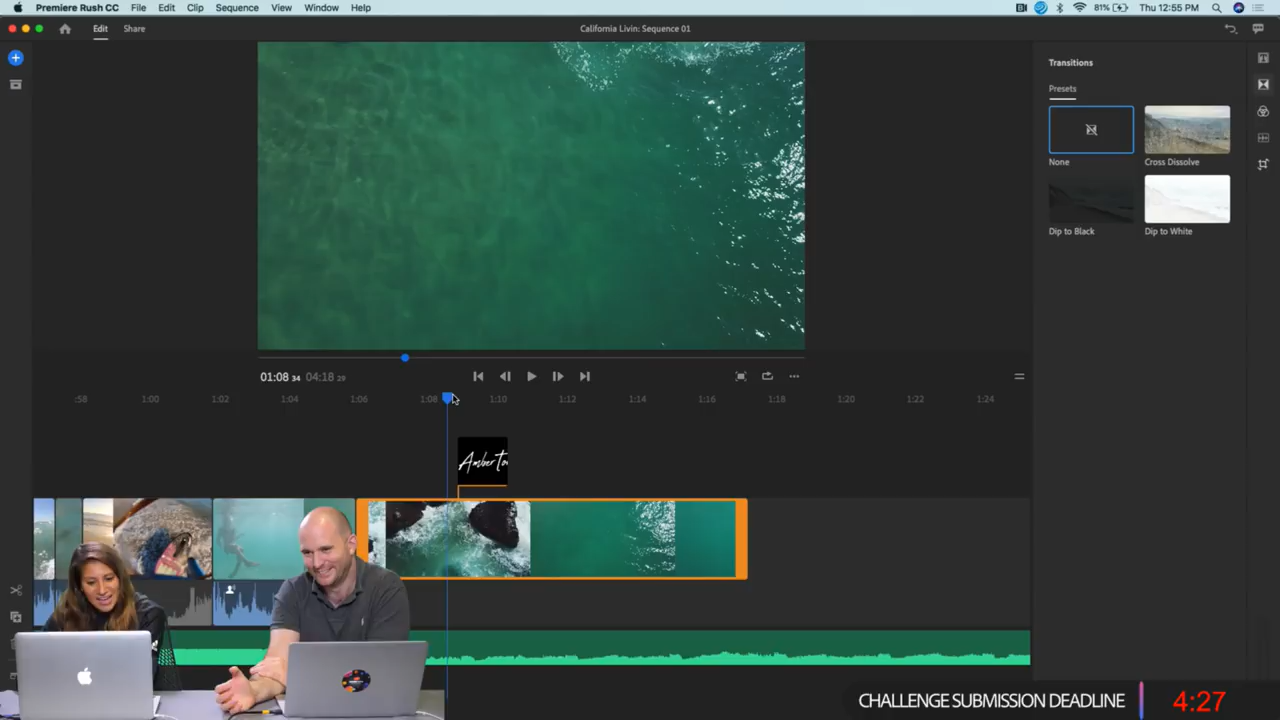 Premiere Rush CC File Edit Clip Sequence View Window Help 81% Thu 12:55 PM
Edit Share California Livin: Sequence 01
Transitions
Presets
None Cross Dissolve
Dip to Black Dip to White
01:08 34 04:18 29
:58 1:00 1:02 1:04 1:06 1:08 1:10 1:12 1:14 1:16 1:18 1:20 1:22 1:24
Amber To
CHALLENGE SUBMISSION DEADLINE 4:27